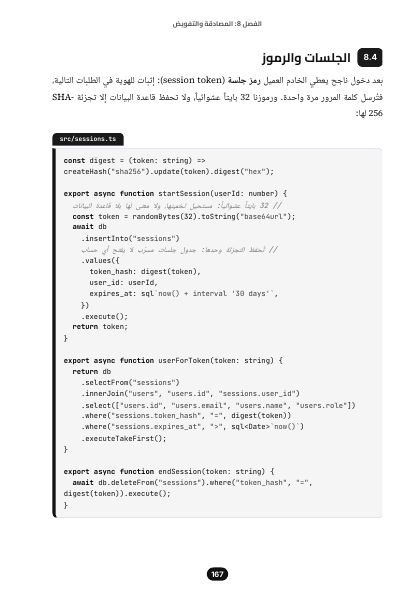 الفصل 8: المصادقة والتفويض
8.4 الجلسات والرموز
بعد دخول ناجح يعطي الخادم العميل رمز جلسة (session token): إثبات للهوية في الطلبات التالية،
فتُرسل كلمة المرور مرة واحدة. ورموزنا 32 بايتاً عشوائياً، ولا تحفظ قاعدة البيانات إلا تجزئة SHA-
256 لها:
src/sessions.ts
const digest = (token: string) =>
createHash("sha256").update(token).digest("hex");
export async function startSession(userId: number) {
// 32 بايتاً عشوائياً: مستحيل تخمينها، ولا معنى لها بلا قاعدة البيانات
const token = randomBytes(32).toString("base64url");
await db
.insertInto("sessions")
// تُحفظ التجزئة وحدها: جدول جلسات مسرّب لا يفتح أي حساب
.values({
token_hash: digest(token),
user_id: userId,
expires_at: sql`now() + interval '30 days'`,
})
.execute();
return token;
}
export async function userForToken(token: string) {
return db
.selectFrom("sessions")
.innerJoin("users", "users.id", "sessions.user_id")
.select(["users.id", "users.email", "users.name", "users.role"])
.where("sessions.token_hash", "=", digest(token))
.where("sessions.expires_at", ">", sql<Date>`now()`)
.executeTakeFirst();
}
export async function endSession(token: string) {
await db.deleteFrom("sessions").where("token_hash", "=",
digest(token)).execute();
}
167